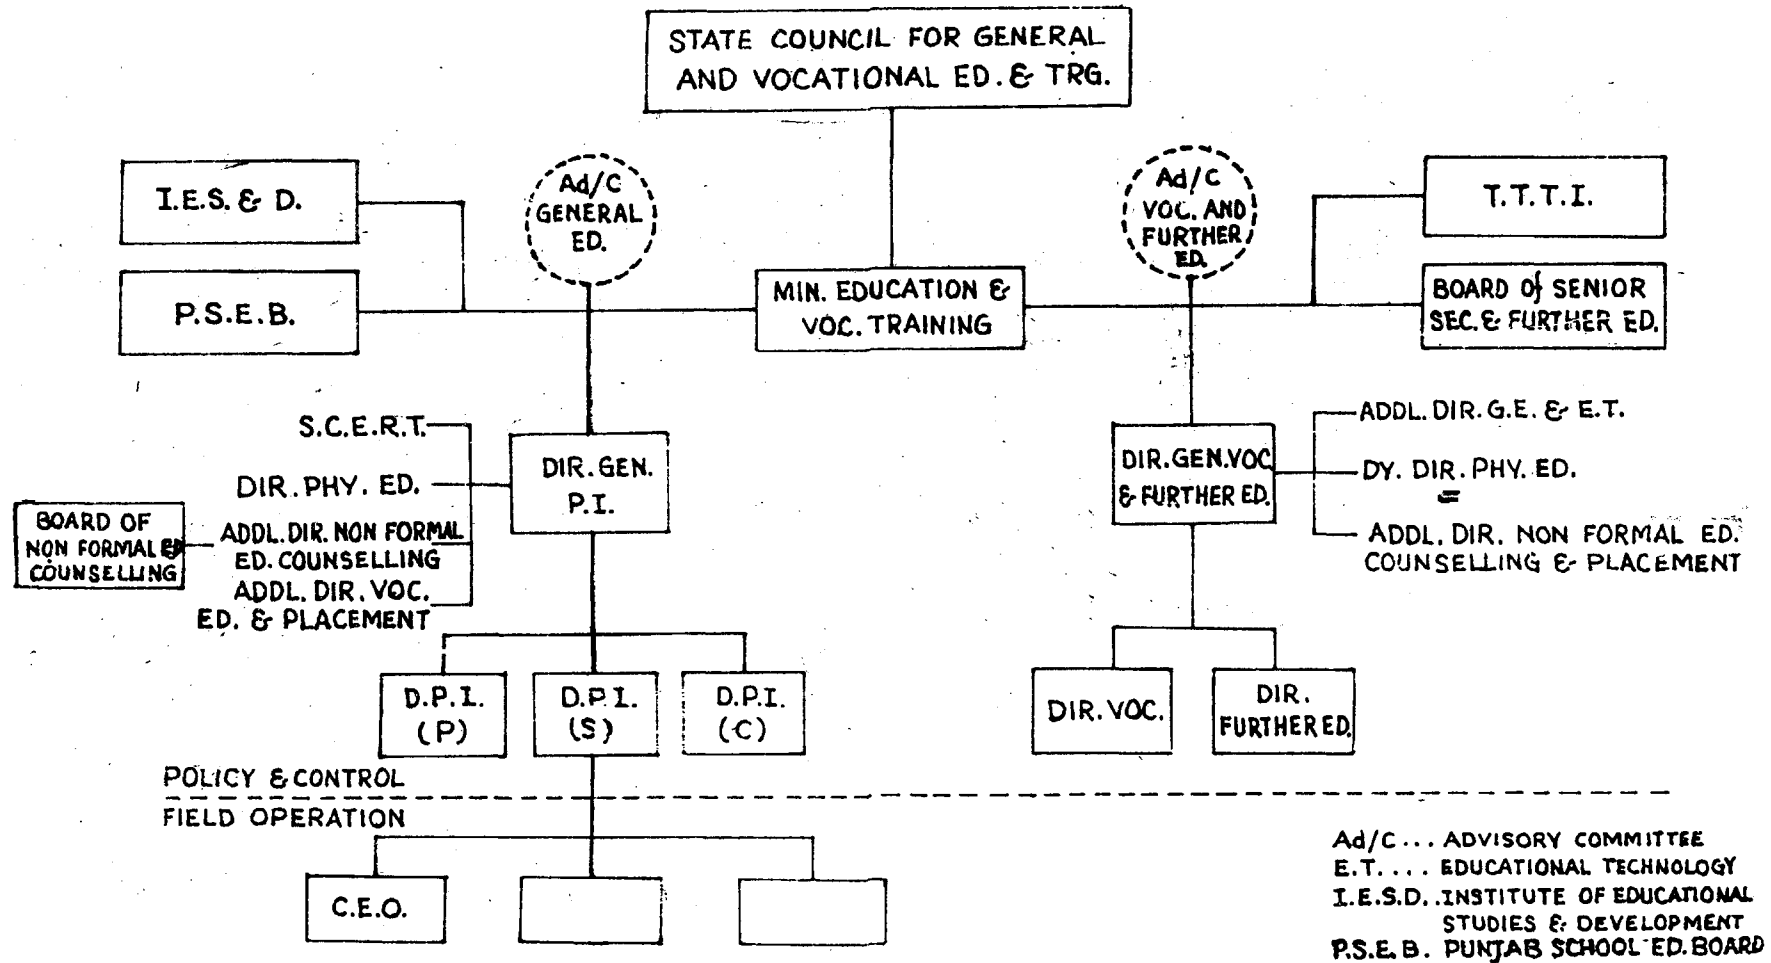 STATE COUNCIL FOR GENERAL
AND VOCATIONAL ED. & TRG.
I.E.S. & D.
Ad/C
GENERAL
ED.
Ad/C
VOC. AND
FURTHER
ED.
T.T.T.I.
P.S.E.B.
MIN. EDUCATION &
VOC. TRAINING
BOARD of SENIOR
SEC. & FURTHER ED.
S.C.E.R.T.
DIR. PHY. ED.
BOARD OF
NON FORMAL ED
COUNSELLING
ADDL. DIR. NON FORMAL
ED. COUNSELLING
ADDL. DIR. VOC.
ED. & PLACEMENT
DIR. GEN.
P.I.
DIR. GEN. VOC
& FURTHER ED.
ADDL. DIR. G.E. & E.T.
DY. DIR. PHY. ED.
ADDL. DIR. NON FORMAL ED.
COUNSELLING & PLACEMENT
D.P.I.
(P)
D.P.I.
(S)
D.P.I.
(C)
DIR. VOC.
DIR.
FURTHER ED.
POLICY & CONTROL
FIELD OPERATION
C.E.O.
Ad/C ... ADVISORY COMMITTEE
E.T. .... EDUCATIONAL TECHNOLOGY
I.E.S.D. .. INSTITUTE OF EDUCATIONAL
STUDIES & DEVELOPMENT
P.S.E.B. PUNJAB SCHOOL ED. BOARD